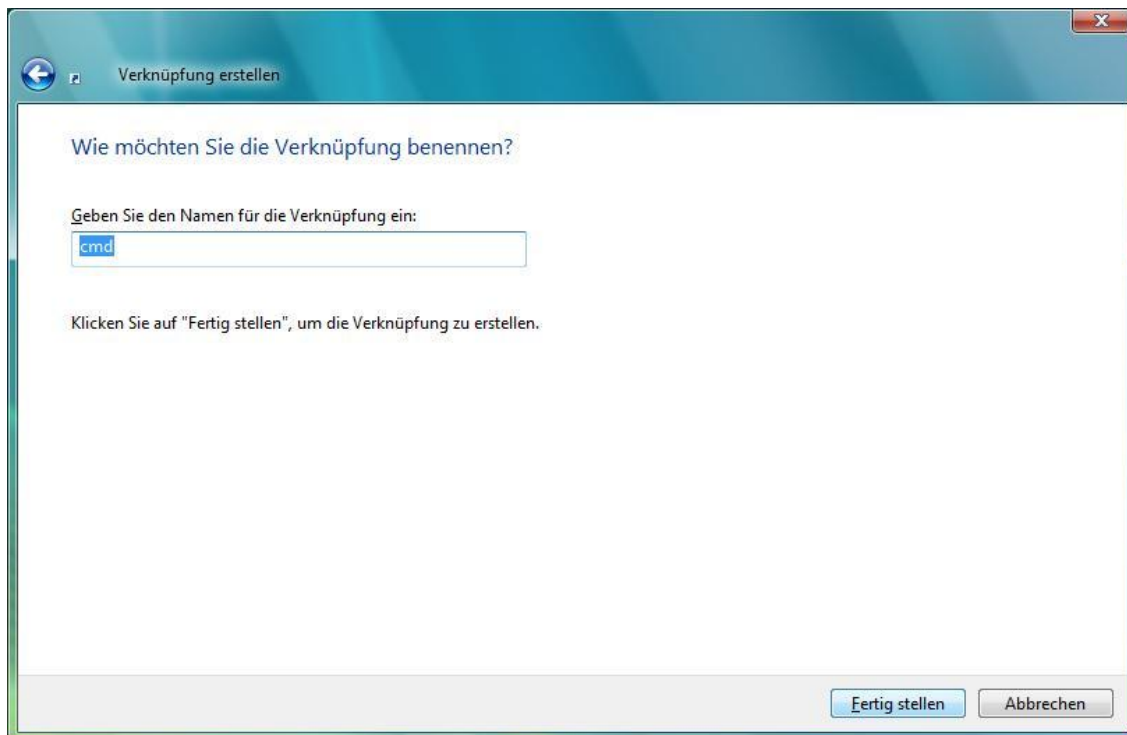 Verknüpfung erstellen
Wie möchten Sie die Verknüpfung benennen?
Geben Sie den Namen für die Verknüpfung ein:
cmd
Klicken Sie auf "Fertig stellen", um die Verknüpfung zu erstellen.
Fertig stellen
Abbrechen